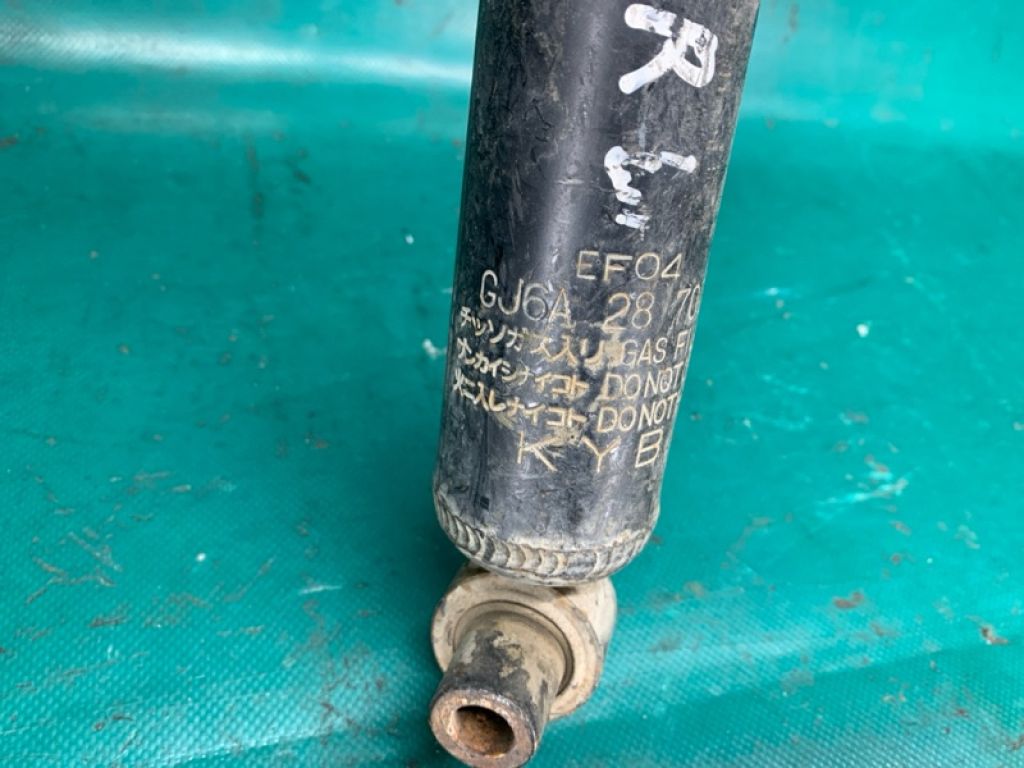 R
EF04
GJ6A 28 70
チッソガス入リ GAS F
サンカイシナイコト DO NOT
火ニ入レナイコト DO NOT
KYB